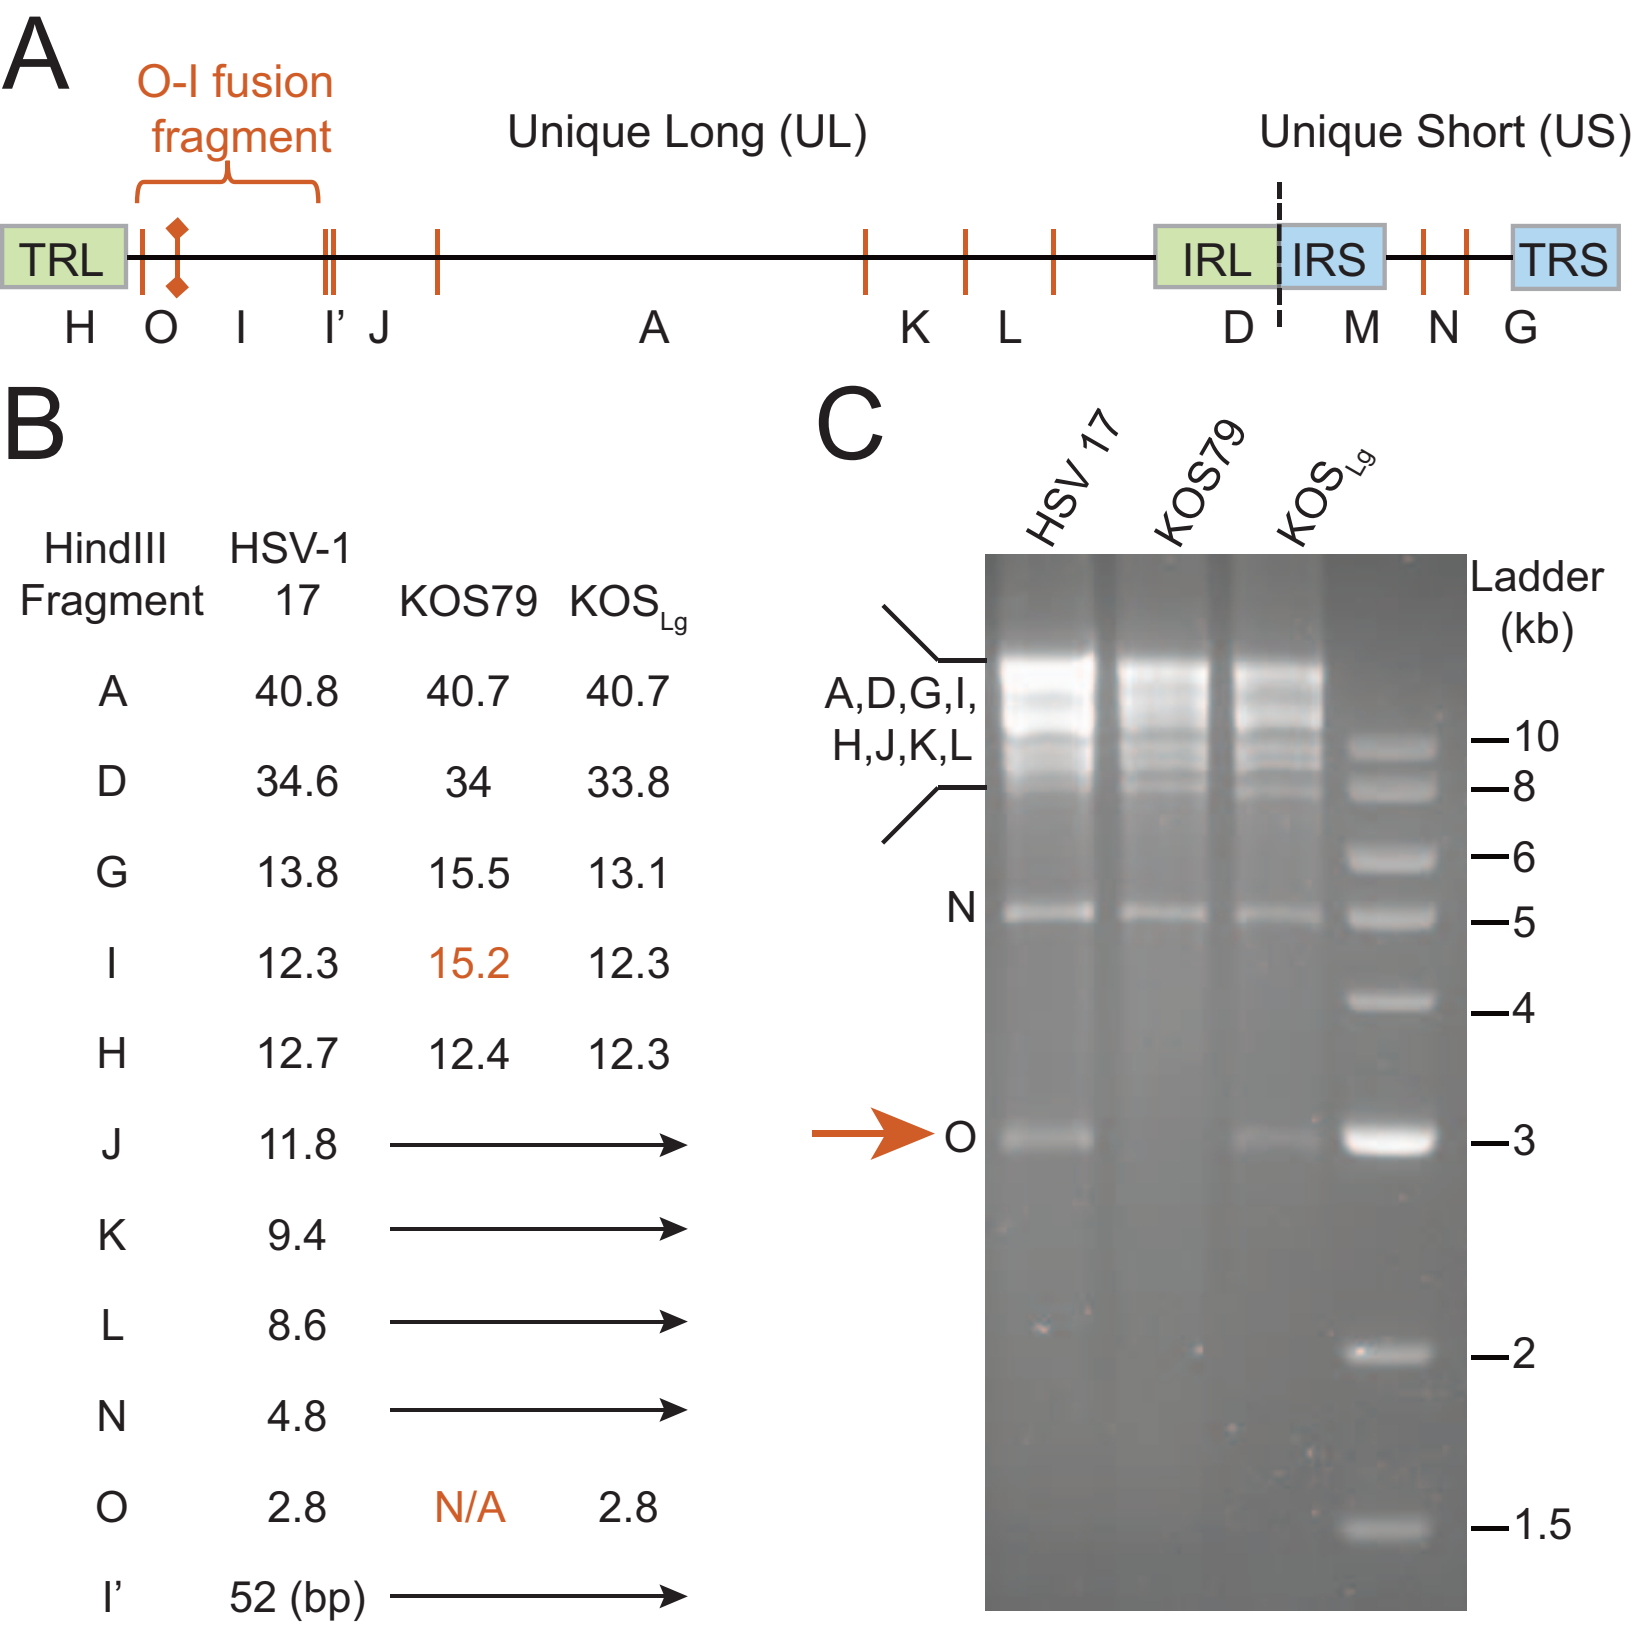 A
O-I fusion
fragment
Unique Long (UL)
Unique Short (US)
TRL
IRL
IRS
TRS
H O I I’ J A K L D M N G
B
HindIII
Fragment
HSV-1
17
KOS79
KOSLg
A 40.8 40.7 40.7
D 34.6 34 33.8
G 13.8 15.5 13.1
I 12.3 15.2 12.3
H 12.7 12.4 12.3
J 11.8
K 9.4
L 8.6
N 4.8
O 2.8 N/A 2.8
I’ 52 (bp)
C
HSV 17
KOS79
KOSLg
Ladder
(kb)
A,D,G,I,
H,J,K,L
N
O
10
8
6
5
4
3
2
1.5